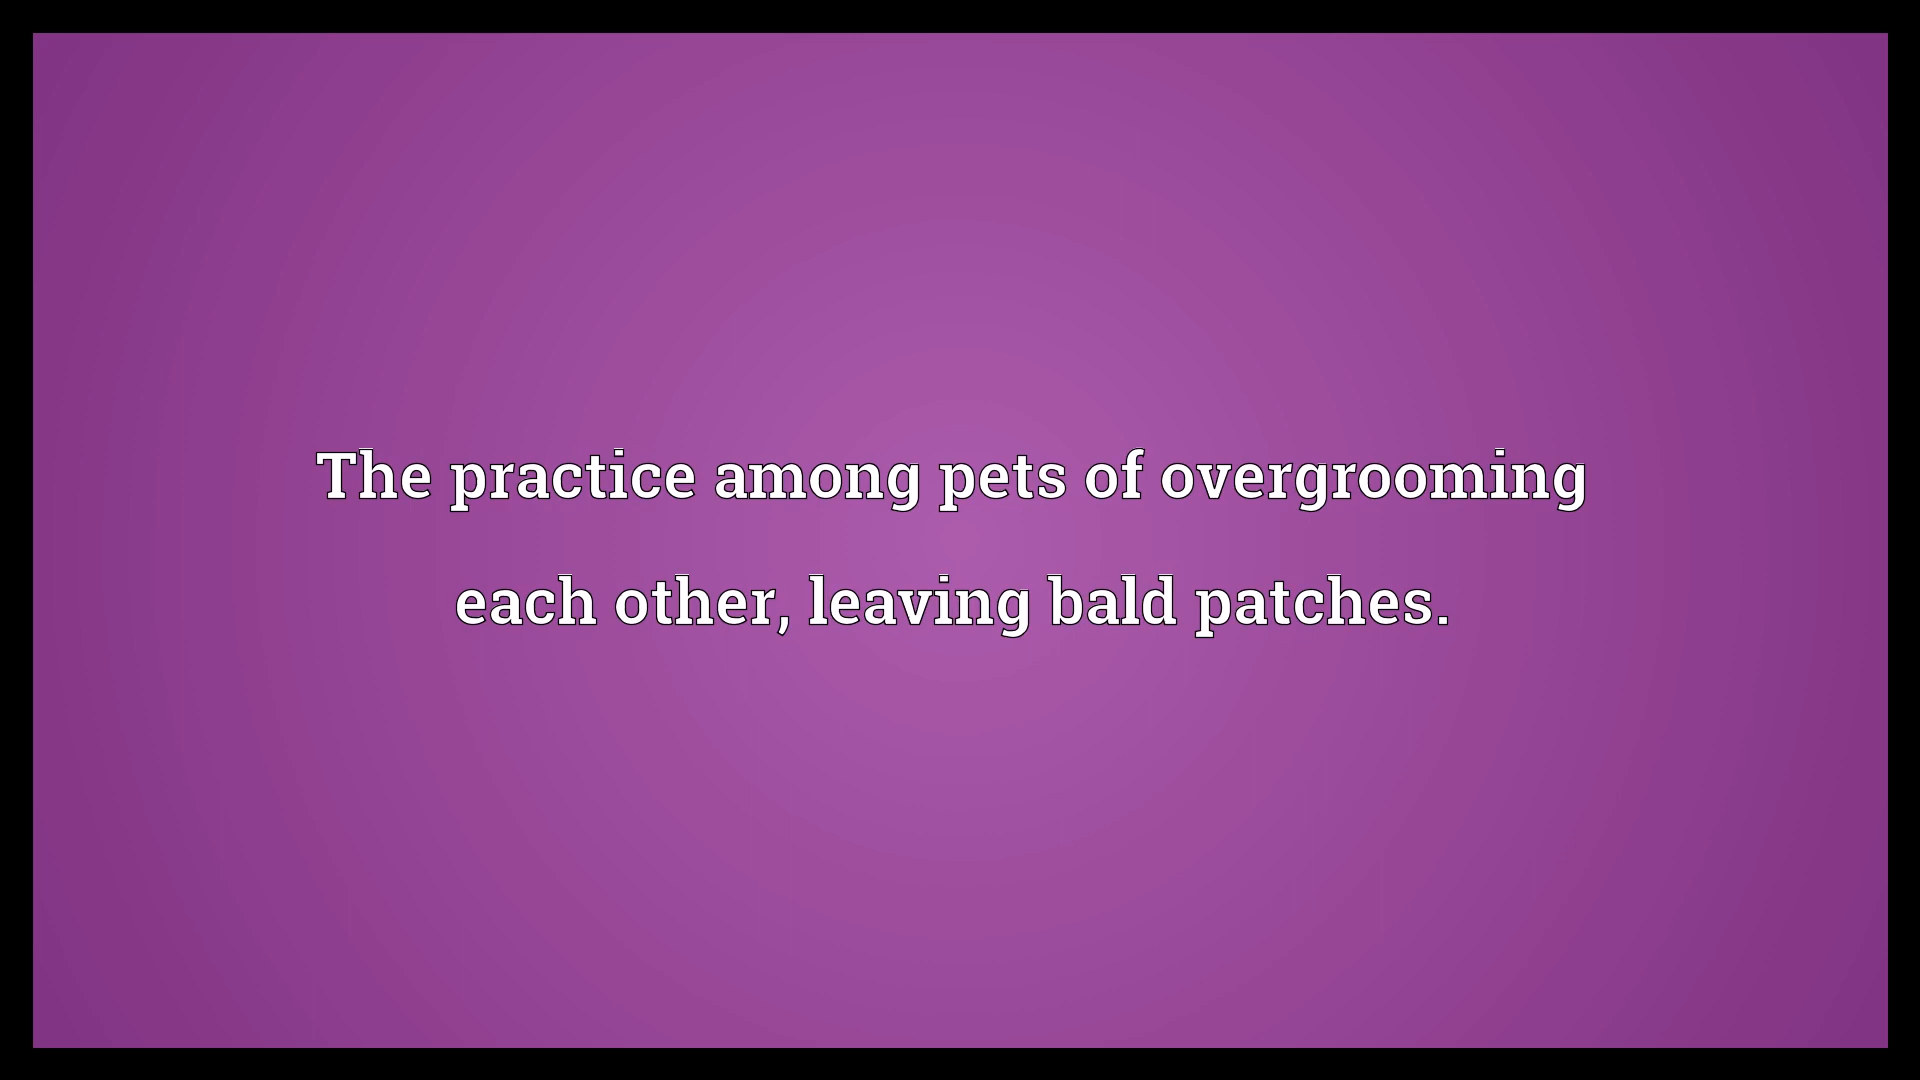 The practice among pets of overgrooming
each other, leaving bald patches.